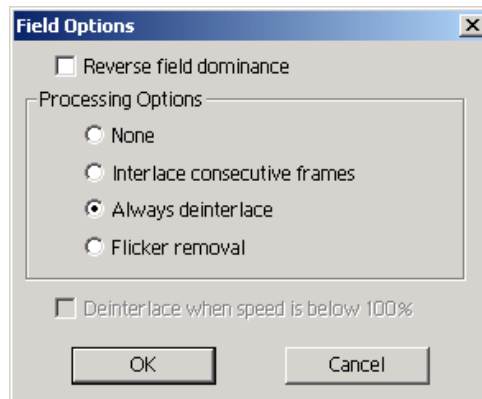 Field Options
Reverse field dominance
Processing Options
None
Interlace consecutive frames
Always deinterlace
Flicker removal
Deinterlace when speed is below 100%
OK Cancel